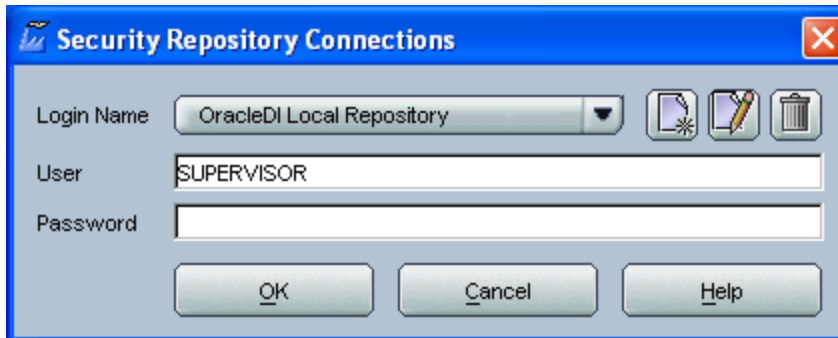 Security Repository Connections
Login Name OracleDI Local Repository
User SUPERVISOR
Password
OK Cancel Help